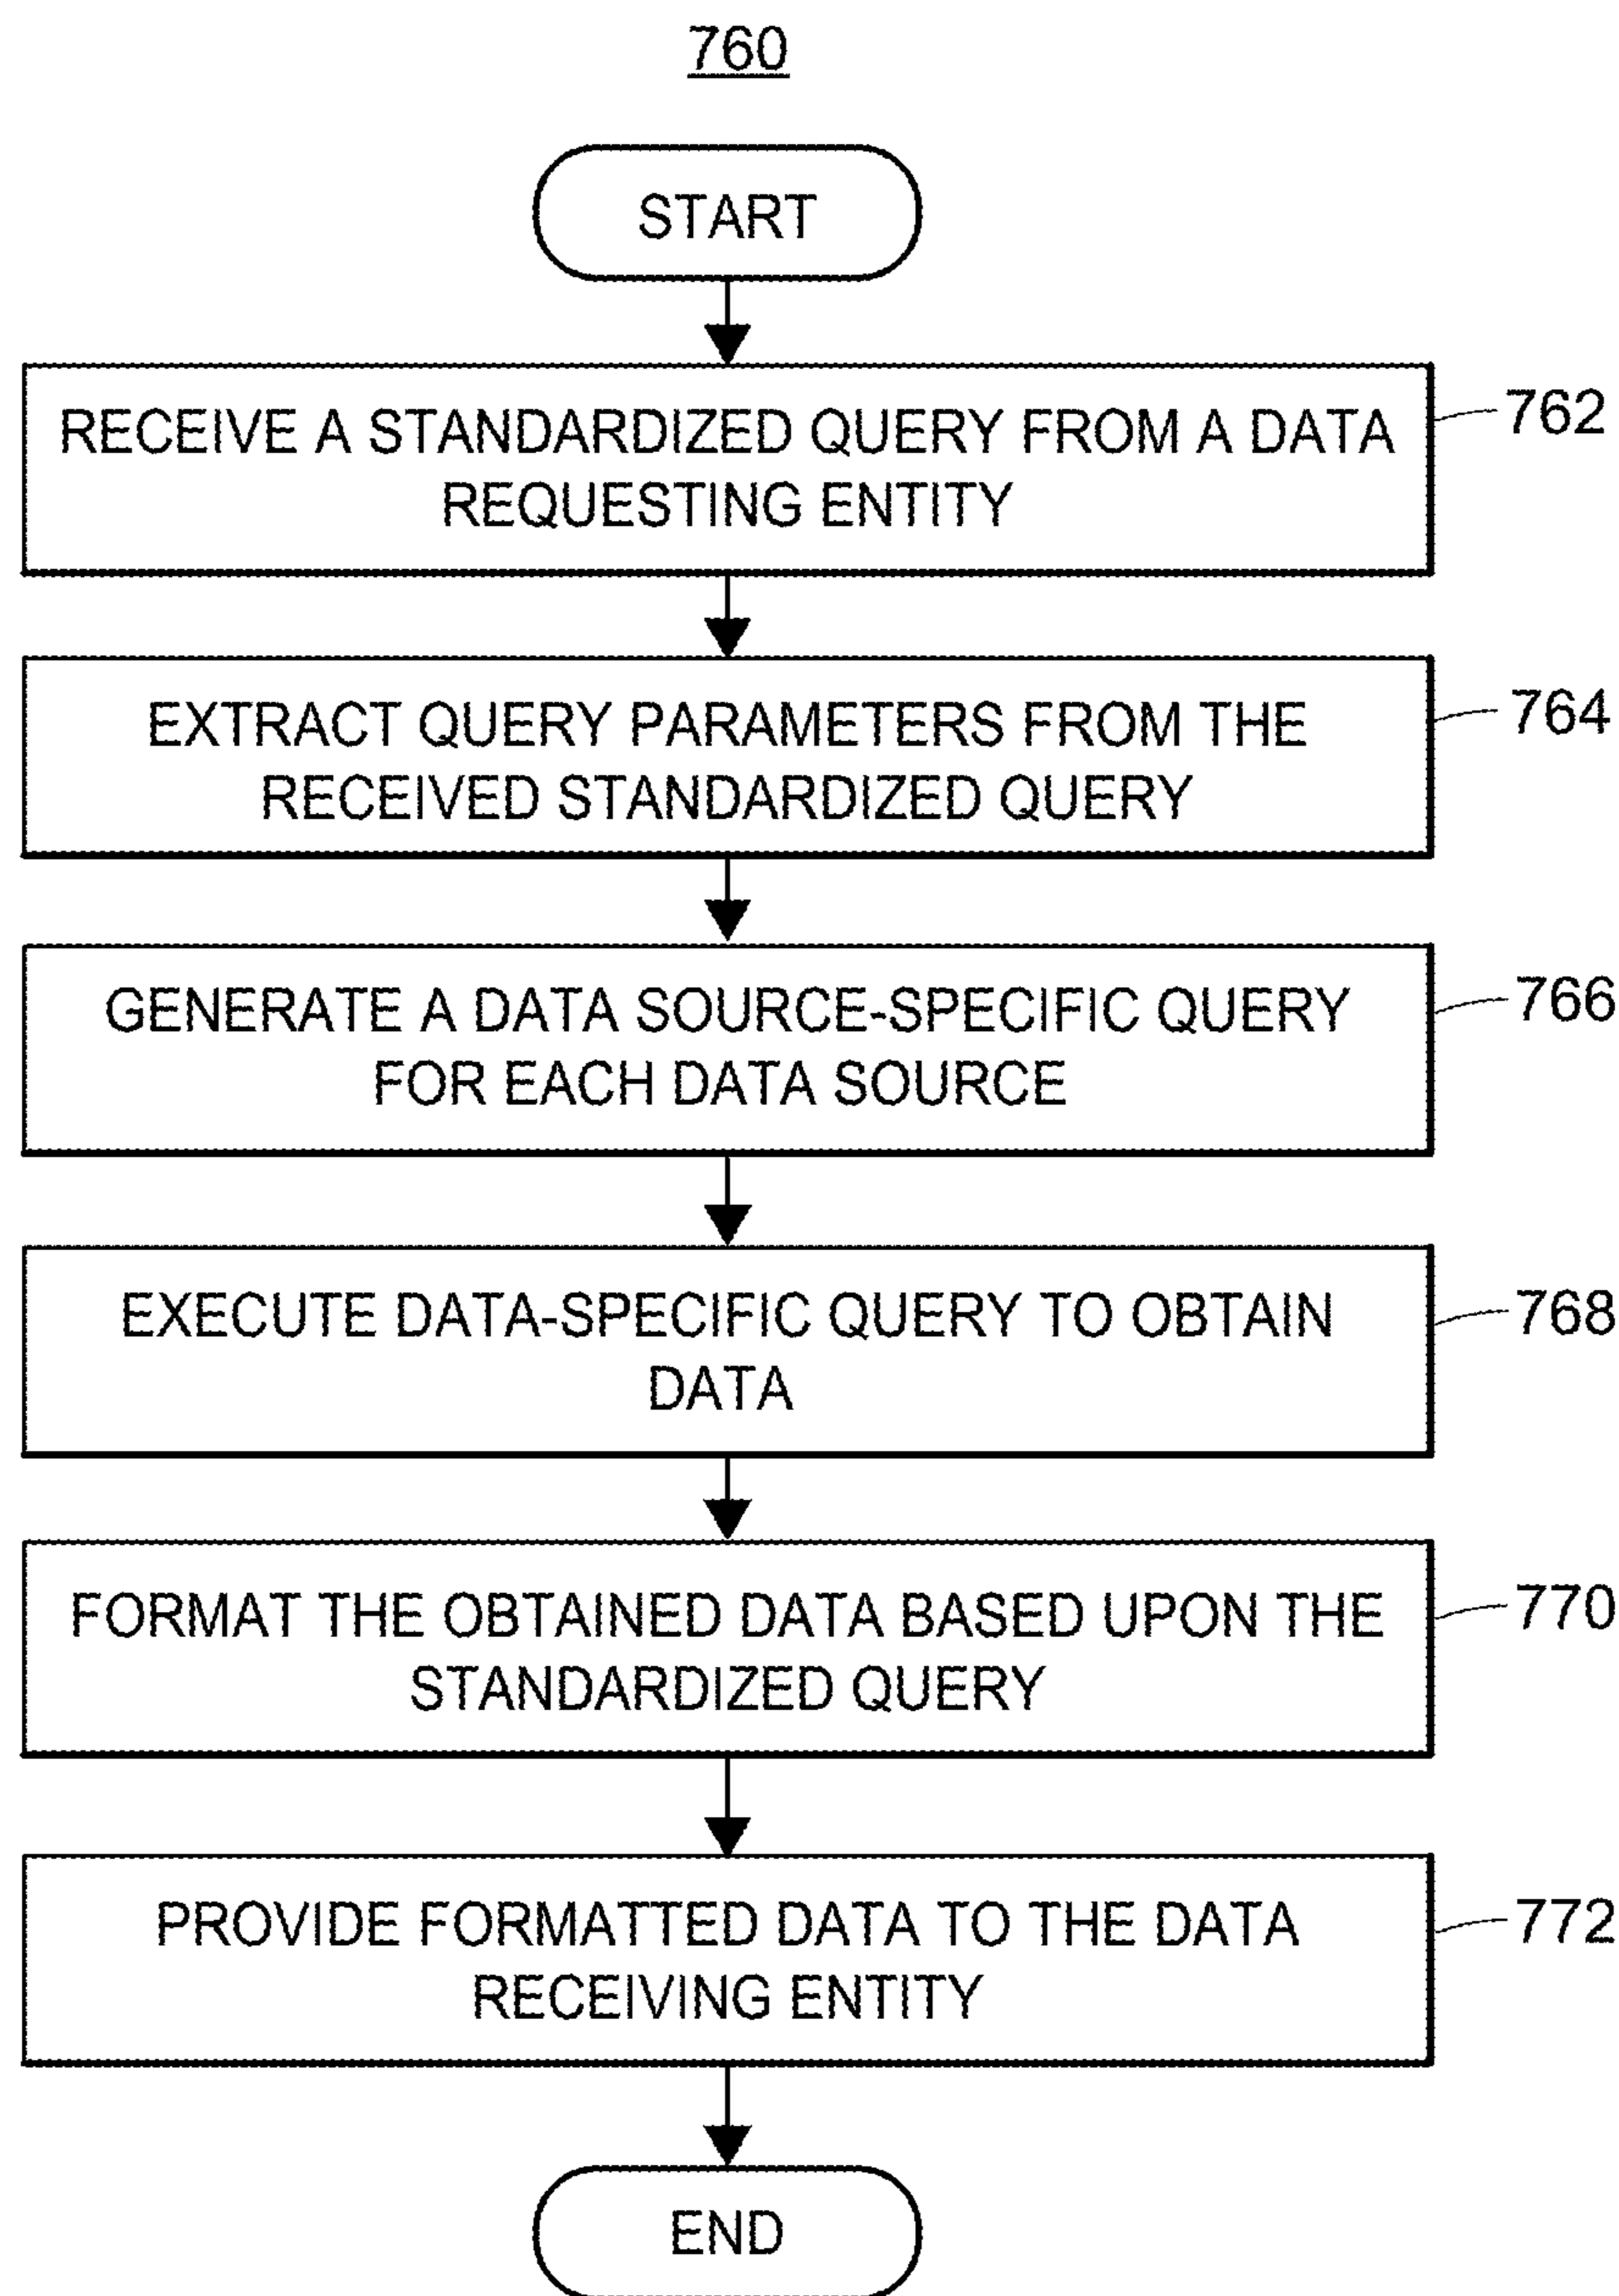 760
START
RECEIVE A STANDARDIZED QUERY FROM A DATA
REQUESTING ENTITY
762
EXTRACT QUERY PARAMETERS FROM THE
RECEIVED STANDARDIZED QUERY
764
GENERATE A DATA SOURCE-SPECIFIC QUERY
FOR EACH DATA SOURCE
766
EXECUTE DATA-SPECIFIC QUERY TO OBTAIN
DATA
768
FORMAT THE OBTAINED DATA BASED UPON THE
STANDARDIZED QUERY
770
PROVIDE FORMATTED DATA TO THE DATA
RECEIVING ENTITY
772
END